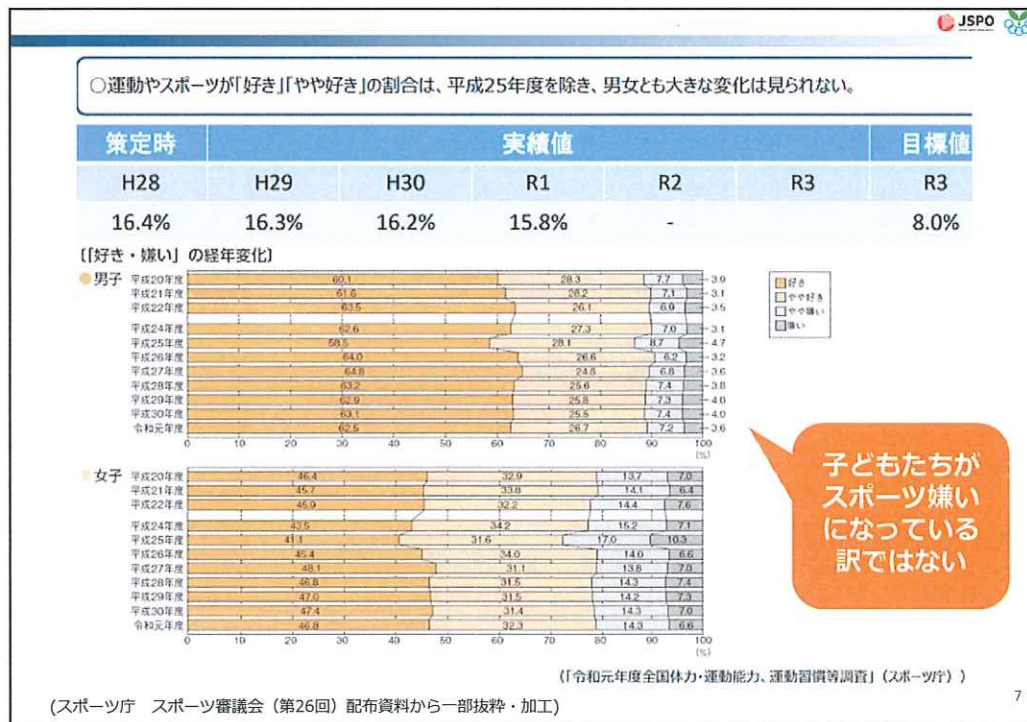 JSPO
○運動やスポーツが「好き」「やや好き」の割合は、平成25年度を除き、男女とも大きな変化は見られない。
策定時 実績値 目標値
H28 H29 H30 R1 R2 R3 R3
16.4% 16.3% 16.2% 15.8% - 8.0%
〔「好き・嫌い」の経年変化〕
男子
平成20年度 60.1 28.3 7.7 3.9
平成21年度 61.6 28.2 7.1 3.1
平成22年度 63.5 26.1 6.9 3.5
平成24年度 62.6 27.3 7.0 3.1
平成25年度 58.5 28.1 8.7 4.7
平成26年度 64.0 26.6 6.2 3.2
平成27年度 64.8 24.8 6.8 3.6
平成28年度 63.2 25.6 7.4 3.8
平成29年度 62.9 25.8 7.3 4.0
平成30年度 63.1 25.5 7.4 4.0
令和元年度 62.5 26.7 7.2 3.6
0 10 20 30 40 50 60 70 80 90 100
(%)
好き
やや好き
やや嫌い
嫌い
女子
平成20年度 46.4 32.9 13.7 7.0
平成21年度 45.7 33.8 14.1 6.4
平成22年度 45.9 32.2 14.4 7.6
平成24年度 43.5 34.2 15.2 7.1
平成25年度 41.1 31.6 17.0 10.3
平成26年度 45.4 34.0 14.0 6.6
平成27年度 48.1 31.1 13.8 7.0
平成28年度 46.8 31.5 14.3 7.4
平成29年度 47.0 31.5 14.2 7.3
平成30年度 47.4 31.4 14.3 7.0
令和元年度 46.8 32.3 14.3 6.6
0 10 20 30 40 50 60 70 80 90 100
(%)
子どもたちが
スポーツ嫌い
になっている
訳ではない
(「令和元年度全国体力・運動能力、運動習慣等調査」(スポーツ庁))
(スポーツ庁 スポーツ審議会(第26回)配布資料から一部抜粋・加工)
7